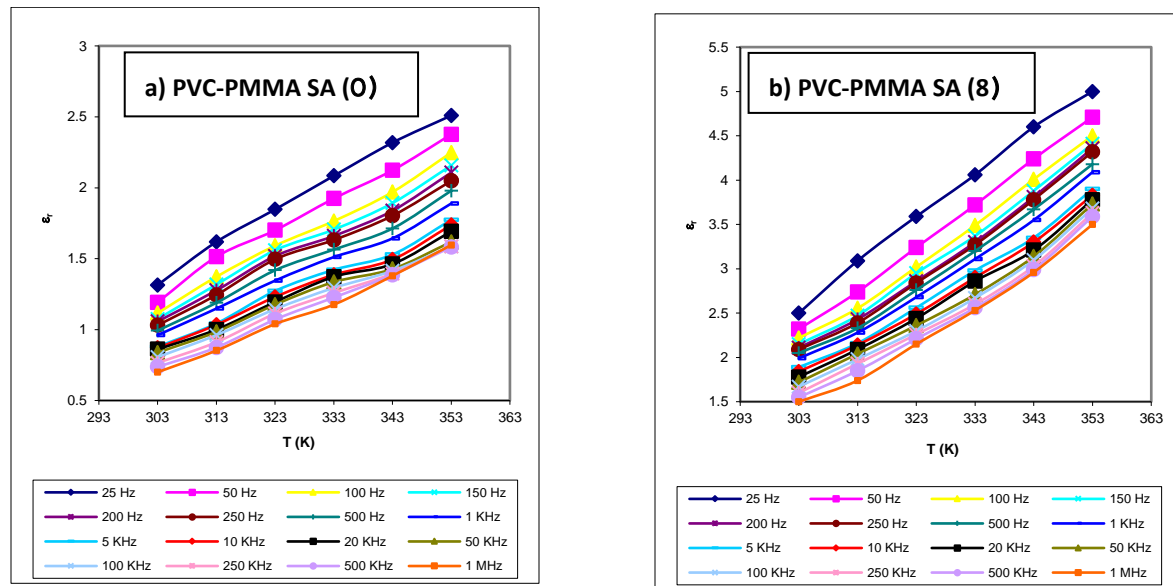 a) PVC-PMMA SA (0)
3
2.5
2
1.5
1
0.5
εr
293 303 313 323 333 343 353 363
T (K)
25 Hz 50 Hz 100 Hz 150 Hz
200 Hz 250 Hz 500 Hz 1 KHz
5 KHz 10 KHz 20 KHz 50 KHz
100 KHz 250 KHz 500 KHz 1 MHz
b) PVC-PMMA SA (8)
5.5
5
4.5
4
3.5
3
2.5
2
1.5
εr
293 303 313 323 333 343 353 363
T (K)
25 Hz 50 Hz 100 Hz 150 Hz
200 Hz 250 Hz 500 Hz 1 KHz
5 KHz 10 KHz 20 KHz 50 KHz
100 KHz 250 KHz 500 KHz 1 MHz